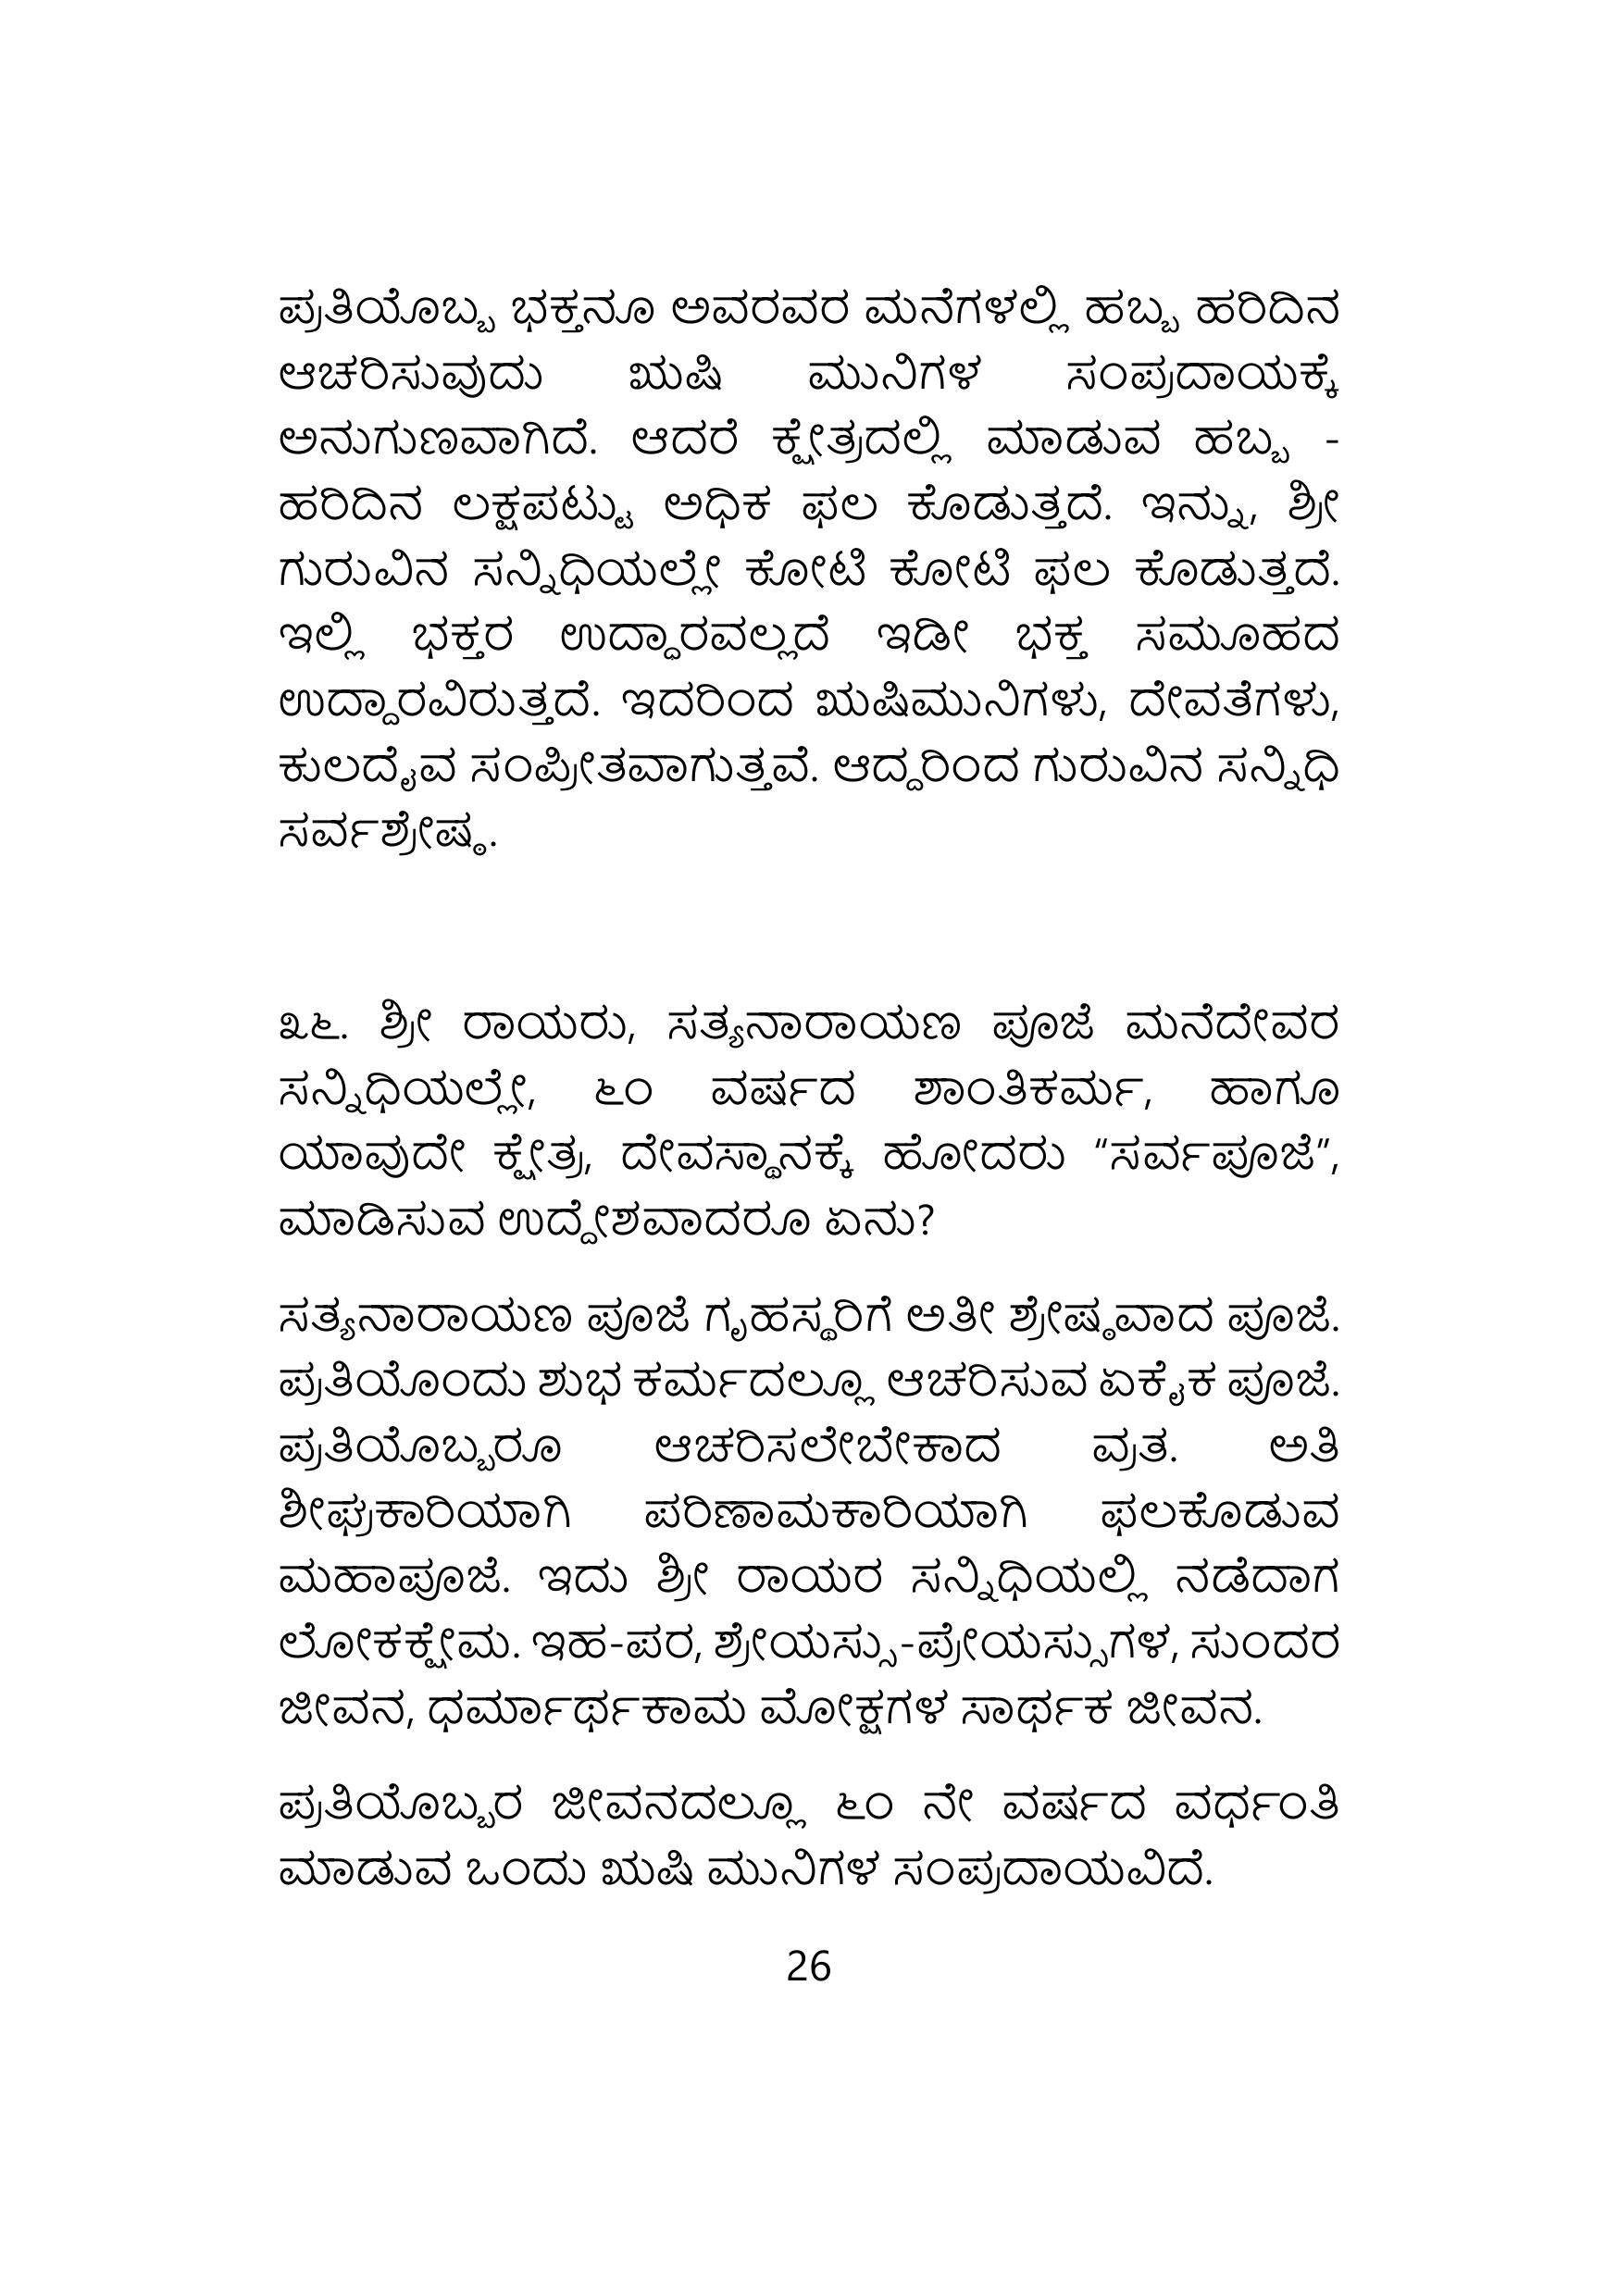 ಪ್ರತಿಯೊಬ್ಬ ಭಕ್ತನೂ ಅವರವರ ಮನೆಗಳಲ್ಲಿ ಹಬ್ಬ ಹರಿದಿನ
ಆಚರಿಸುವುದು ಋಷಿ ಮುನಿಗಳ ಸಂಪ್ರದಾಯಕ್ಕೆ
ಅನುಗುಣವಾಗಿದೆ. ಆದರೆ ಕ್ಷೇತ್ರದಲ್ಲಿ ಮಾಡುವ ಹಬ್ಬ -
ಹರಿದಿನ ಲಕ್ಷಪಟ್ಟು ಅಧಿಕ ಫಲ ಕೊಡುತ್ತದೆ. ಇನ್ನು, ಶ್ರೀ
ಗುರುವಿನ ಸನ್ನಿಧಿಯಲ್ಲೇ ಕೋಟಿ ಕೋಟಿ ಫಲ ಕೊಡುತ್ತದೆ.
ಇಲ್ಲಿ ಭಕ್ತರ ಉದ್ಧಾರವಲ್ಲದೆ ಇಡೀ ಭಕ್ತ ಸಮೂಹದ
ಉದ್ದಾರವಿರುತ್ತದೆ. ಇದರಿಂದ ಋಷಿಮುನಿಗಳು, ದೇವತೆಗಳು,
ಕುಲದೈವ ಸಂಪ್ರೀತವಾಗುತ್ತವೆ. ಆದ್ದರಿಂದ ಗುರುವಿನ ಸನ್ನಿಧಿ
ಸರ್ವಶ್ರೇಷ್ಠ.
೩೬. ಶ್ರೀ ರಾಯರು, ಸತ್ಯನಾರಾಯಣ ಪೂಜೆ ಮನೆದೇವರ
ಸನ್ನಿಧಿಯಲ್ಲೇ, ೬೦ ವರ್ಷದ ಶಾಂತಿಕರ್ಮ, ಹಾಗೂ
ಯಾವುದೇ ಕ್ಷೇತ್ರ, ದೇವಸ್ಥಾನಕ್ಕೆ ಹೋದರು “ಸರ್ವಪೂಜೆ”,
ಮಾಡಿಸುವ ಉದ್ದೇಶವಾದರೂ ಏನು?
ಸತ್ಯನಾರಾಯಣ ಪೂಜೆ ಗೃಹಸ್ಥರಿಗೆ ಅತೀ ಶ್ರೇಷ್ಠವಾದ ಪೂಜೆ.
ಪ್ರತಿಯೊಂದು ಶುಭ ಕರ್ಮದಲ್ಲೂ ಆಚರಿಸುವ ಏಕೈಕ ಪೂಜೆ.
ಪ್ರತಿಯೊಬ್ಬರೂ ಆಚರಿಸಲೇಬೇಕಾದ ವ್ರತ. ಅತಿ
ಶೀಘ್ರಕಾರಿಯಾಗಿ ಪರಿಣಾಮಕಾರಿಯಾಗಿ ಫಲಕೊಡುವ
ಮಹಾಪೂಜೆ. ಇದು ಶ್ರೀ ರಾಯರ ಸನ್ನಿಧಿಯಲ್ಲಿ ನಡೆದಾಗ
ಲೋಕಕ್ಷೇಮ. ಇಹ-ಪರ, ಶ್ರೇಯಸ್ಸು-ಪ್ರೇಯಸ್ಸುಗಳ, ಸುಂದರ
ಜೀವನ, ಧರ್ಮಾರ್ಥಕಾಮ ಮೋಕ್ಷಗಳ ಸಾರ್ಥಕ ಜೀವನ.
ಪ್ರತಿಯೊಬ್ಬರ ಜೀವನದಲ್ಲೂ ೬೦ ನೇ ವರ್ಷದ ವರ್ಧಂತಿ
ಮಾಡುವ ಒಂದು ಋಷಿ ಮುನಿಗಳ ಸಂಪ್ರದಾಯವಿದೆ.
26